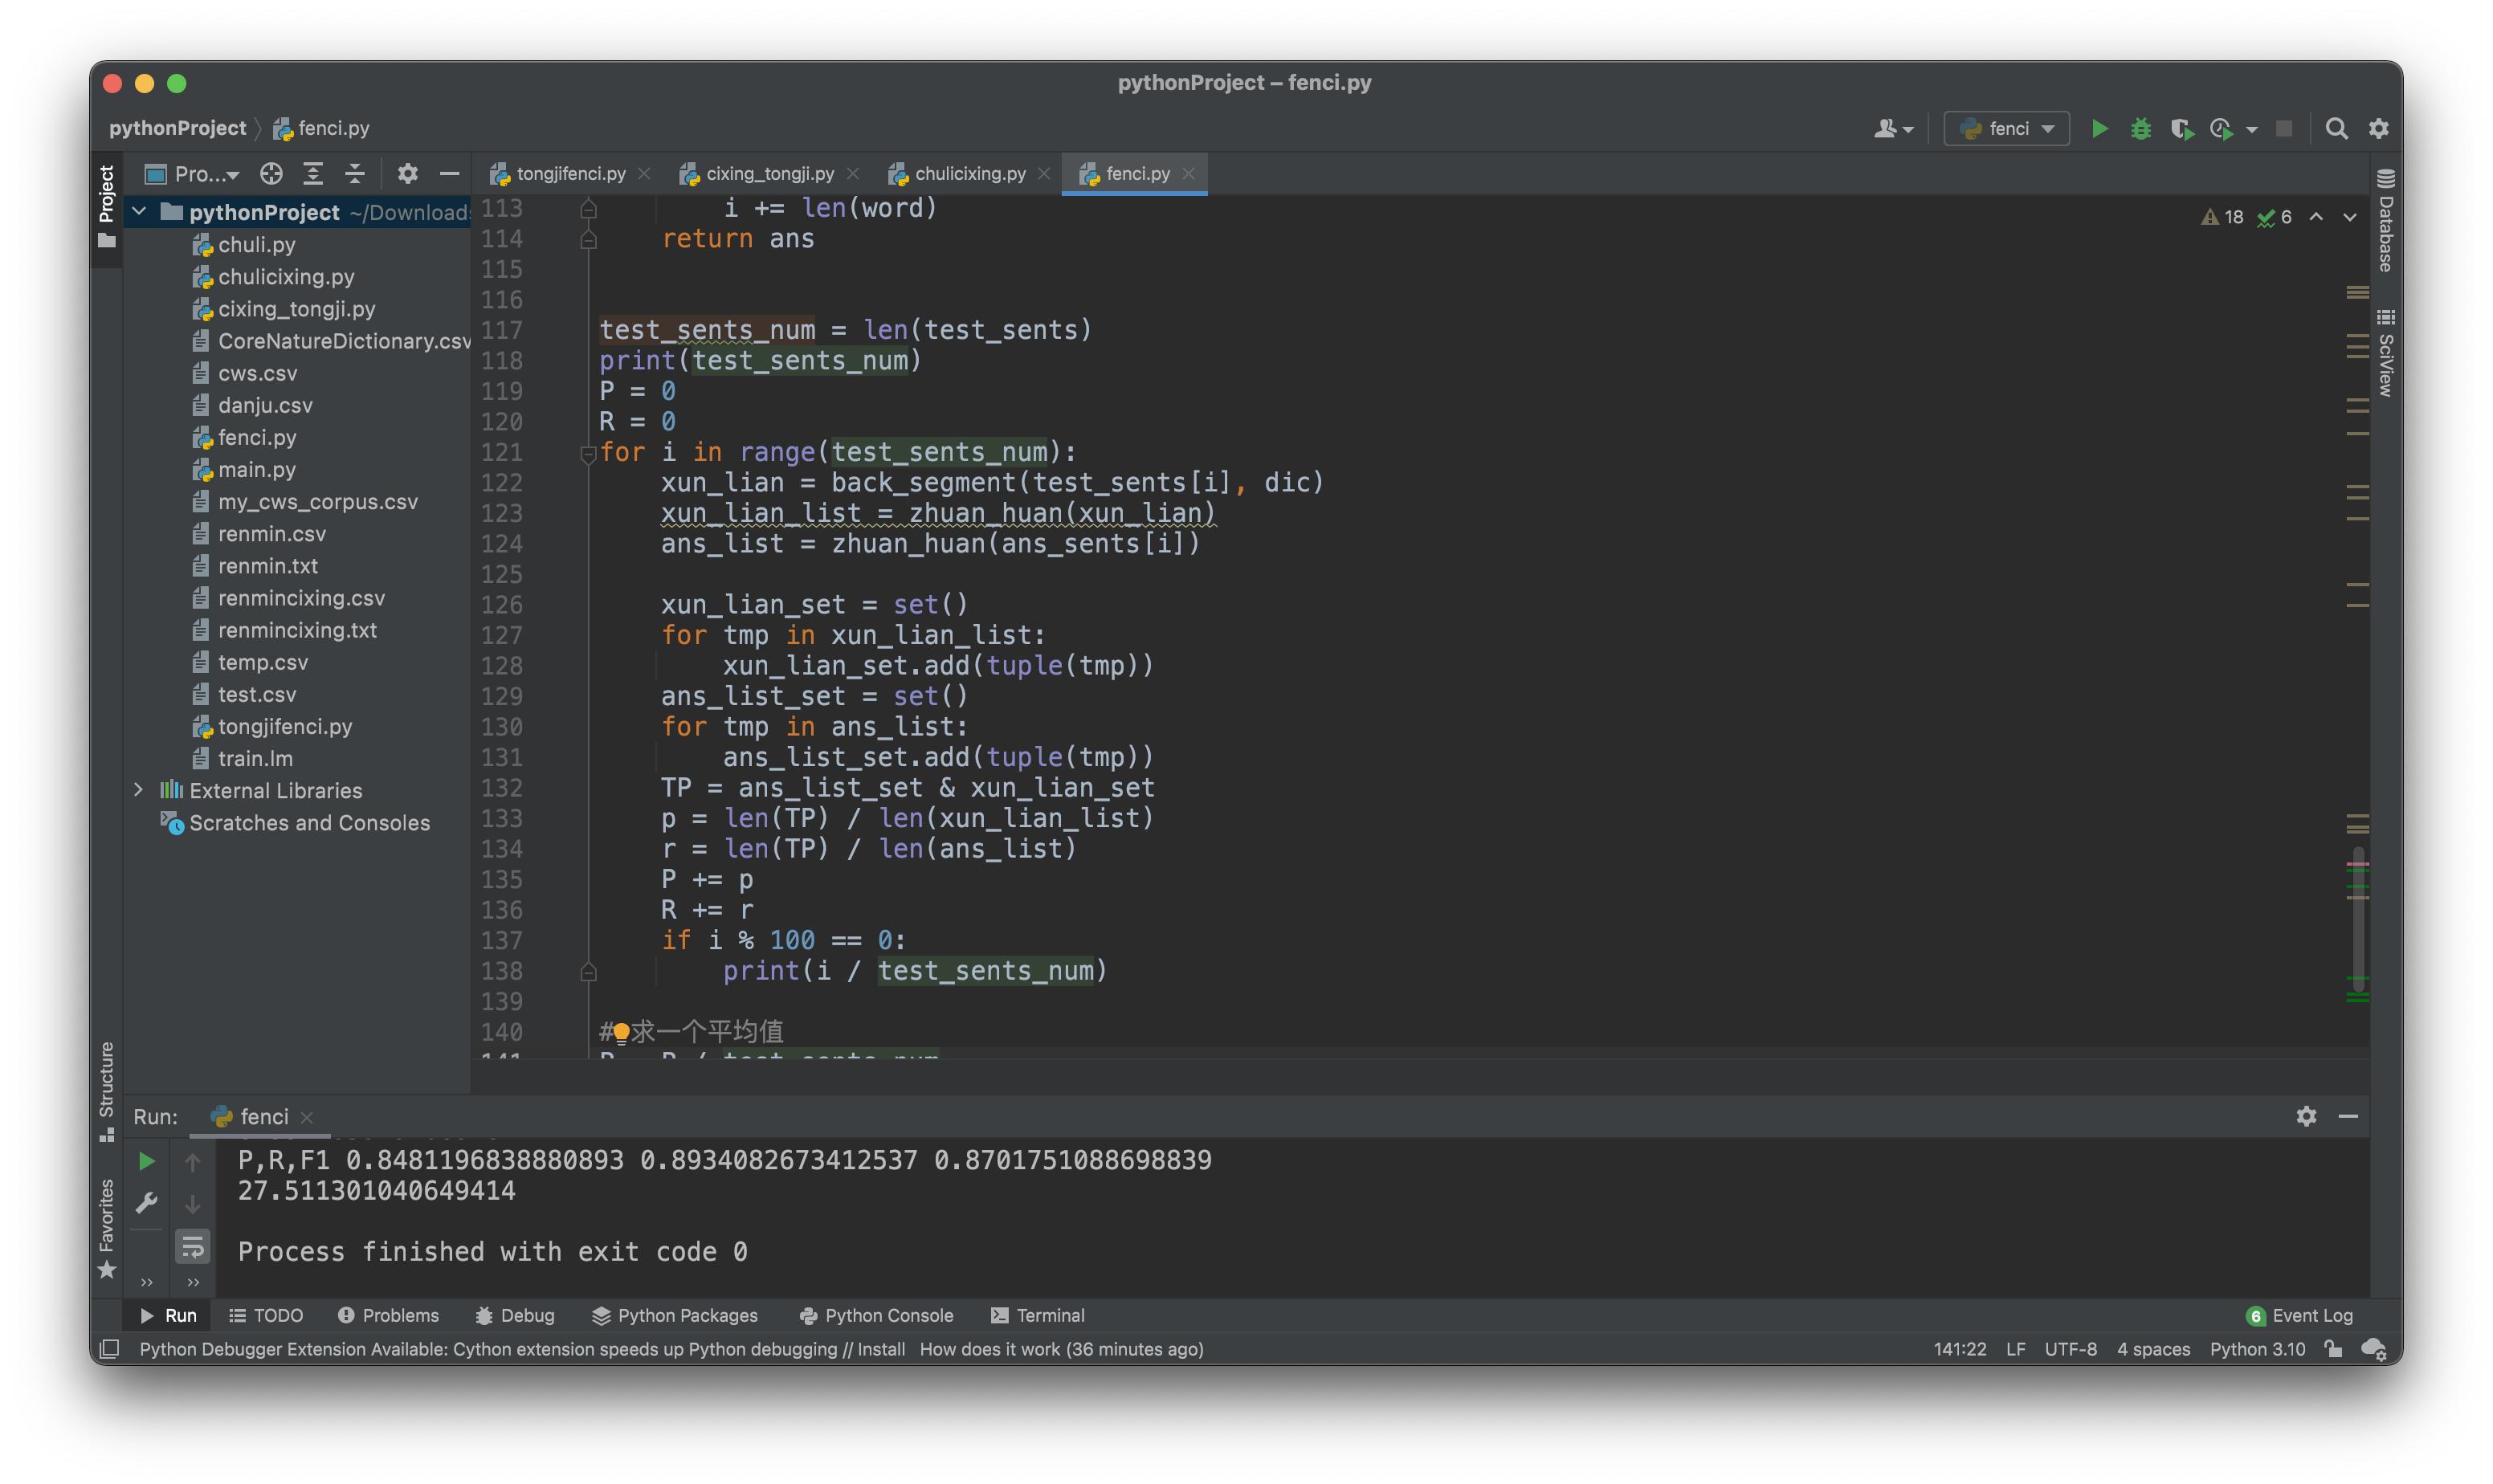 pythonProject – fenci.py
pythonProject
fenci.py
fenci
Project
Pro...
tongjifenci.py
cixing_tongji.py
chulicixing.py
fenci.py
pythonProject ~/Downloads
chuli.py
chulicixing.py
cixing_tongji.py
CoreNatureDictionary.csv
cws.csv
danju.csv
fenci.py
main.py
my_cws_corpus.csv
renmin.csv
renmin.txt
renmincixing.csv
renmincixing.txt
temp.csv
test.csv
tongjifenci.py
train.lm
External Libraries
Scratches and Consoles
18 6
Database
SciView
113 i += len(word)
114 return ans
115
116
117 test_sents_num = len(test_sents)
118 print(test_sents_num)
119 P = 0
120 R = 0
121 for i in range(test_sents_num):
122 xun_lian = back_segment(test_sents[i], dic)
123 xun_lian_list = zhuan_huan(xun_lian)
124 ans_list = zhuan_huan(ans_sents[i])
125
126 xun_lian_set = set()
127 for tmp in xun_lian_list:
128 xun_lian_set.add(tuple(tmp))
129 ans_list_set = set()
130 for tmp in ans_list:
131 ans_list_set.add(tuple(tmp))
132 TP = ans_list_set & xun_lian_set
133 p = len(TP) / len(xun_lian_list)
134 r = len(TP) / len(ans_list)
135 P += p
136 R += r
137 if i % 100 == 0:
138 print(i / test_sents_num)
139
140 #求一个平均值
Structure
Favorites
Run: fenci
P,R,F1 0.8481196838880893 0.8934082673412537 0.8701751088698839
27.511301040649414
Process finished with exit code 0
Run TODO Problems Debug Python Packages Python Console Terminal 6 Event Log
Python Debugger Extension Available: Cython extension speeds up Python debugging // Install How does it work (36 minutes ago) 141:22 LF UTF-8 4 spaces Python 3.10